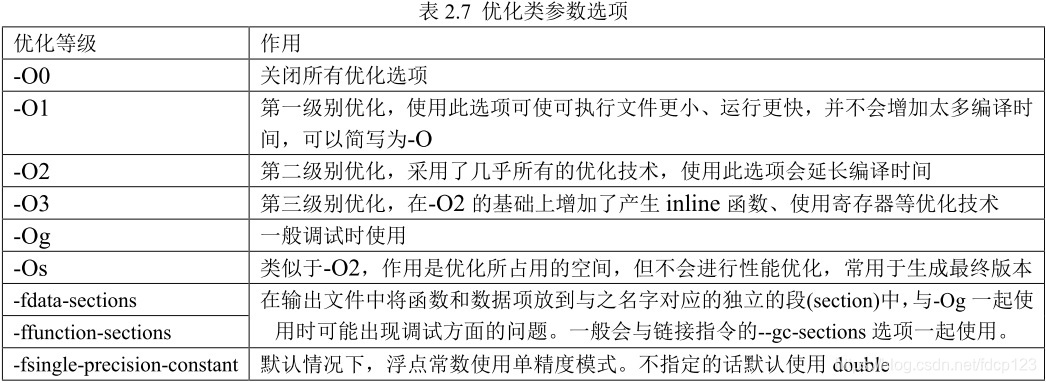 表 2.7 优化类参数选项
优化等级 作用
-O0 关闭所有优化选项
-O1 第一级别优化，使用此选项可使可执行文件更小、运行更快，并不会增加太多编译时
间，可以简写为-O
-O2 第二级别优化，采用了几乎所有的优化技术，使用此选项会延长编译时间
-O3 第三级别优化，在-O2 的基础上增加了产生 inline 函数、使用寄存器等优化技术
-Og 一般调试时使用
-Os 类似于-O2，作用是优化所占用的空间，但不会进行性能优化，常用于生成最终版本
-fdata-sections 在输出文件中将函数和数据项放到与之名字对应的独立的段(section)中，与-Og 一起使
-ffunction-sections 用时可能出现调试方面的问题。一般会与链接指令的--gc-sections 选项一起使用。
-fsingle-precision-constant 默认情况下，浮点常数使用单精度模式。不指定的话默认使用 double
blog.csdn.net/fdcp123